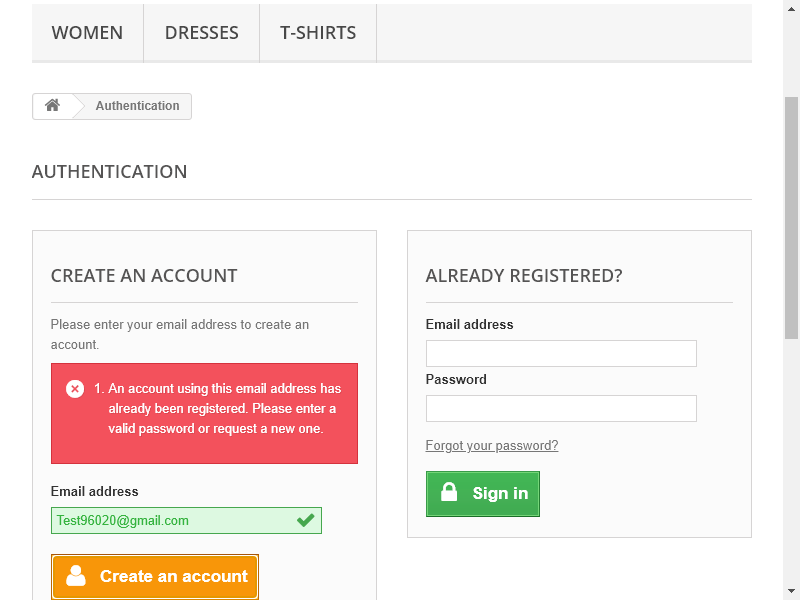 WOMEN
DRESSES
T-SHIRTS
Authentication
AUTHENTICATION
CREATE AN ACCOUNT
Please enter your email address to create an
account.
1. An account using this email address has
already been registered. Please enter a
valid password or request a new one.
Email address
Test96020@gmail.com
Create an account
ALREADY REGISTERED?
Email address
Password
Forgot your password?
Sign in